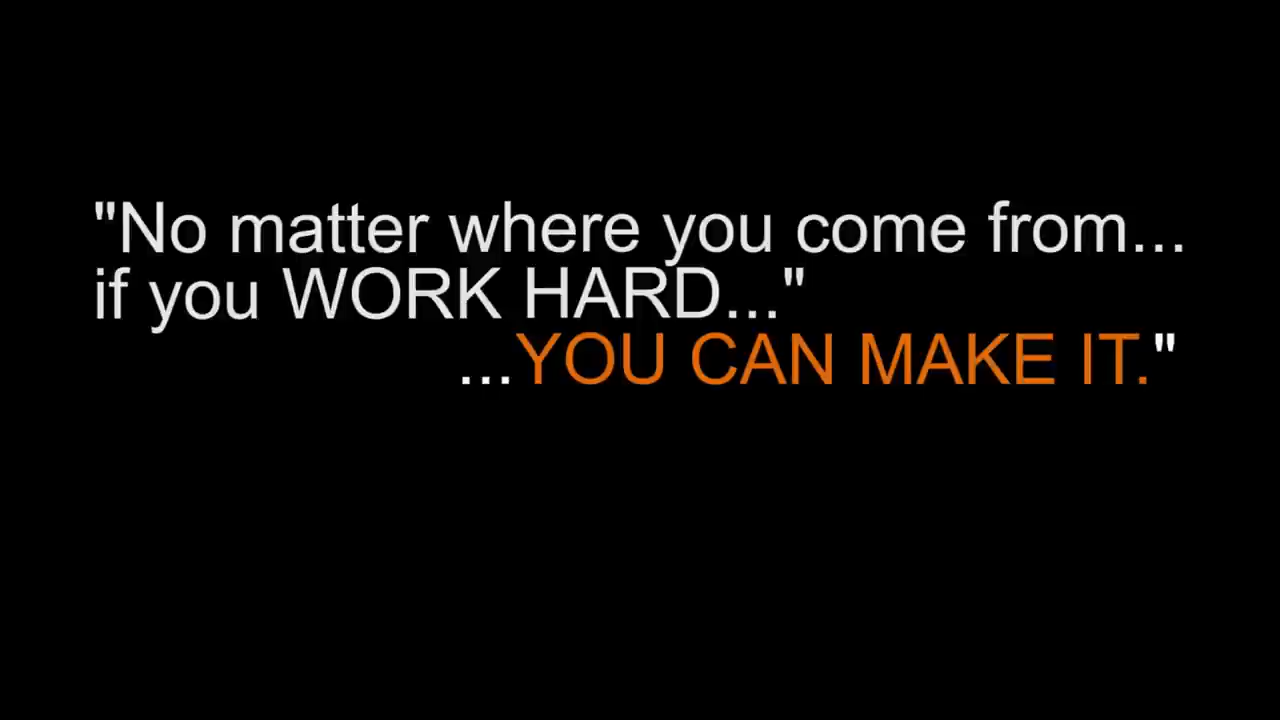 "No matter where you come from...
if you WORK HARD..."
...YOU CAN MAKE IT."